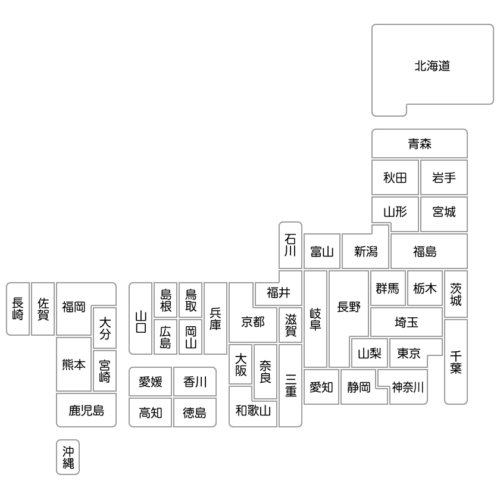 北海道
青森
秋田
岩手
山形
宮城
石川
富山
新潟
福島
長崎
佐賀
福岡
大分
熊本
宮崎
鹿児島
沖縄
山口
島根
鳥取
広島
岡山
兵庫
京都
福井
滋賀
大阪
奈良
和歌山
三重
愛媛
香川
高知
徳島
岐阜
長野
群馬
栃木
茨城
埼玉
山梨
東京
千葉
愛知
静岡
神奈川